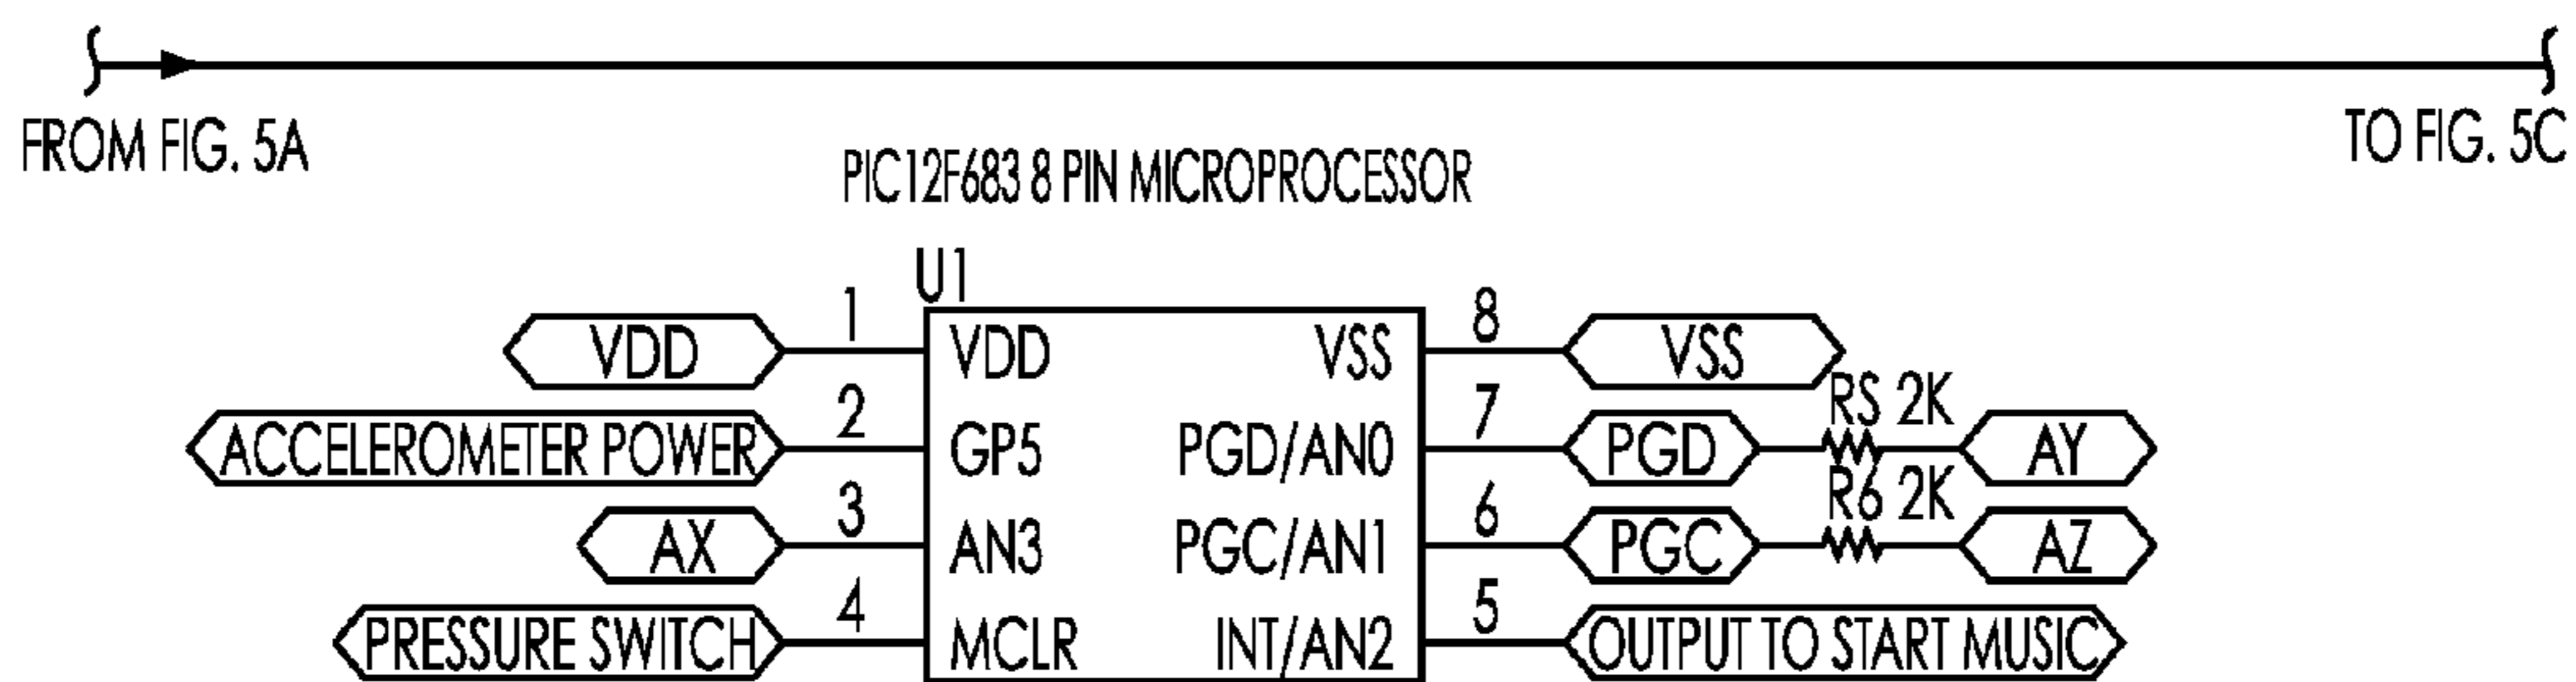 FROM FIG. 5A
TO FIG. 5C
PIC12F683 8 PIN MICROPROCESSOR
U1
VDD 1 VDD VSS 8 VSS
RS 2K
ACCELEROMETER POWER 2 GP5 PGD/AN0 7 PGD AY
R6 2K
AX 3 AN3 PGC/AN1 6 PGC AZ
PRESSURE SWITCH 4 MCLR INT/AN2 5 OUTPUT TO START MUSIC